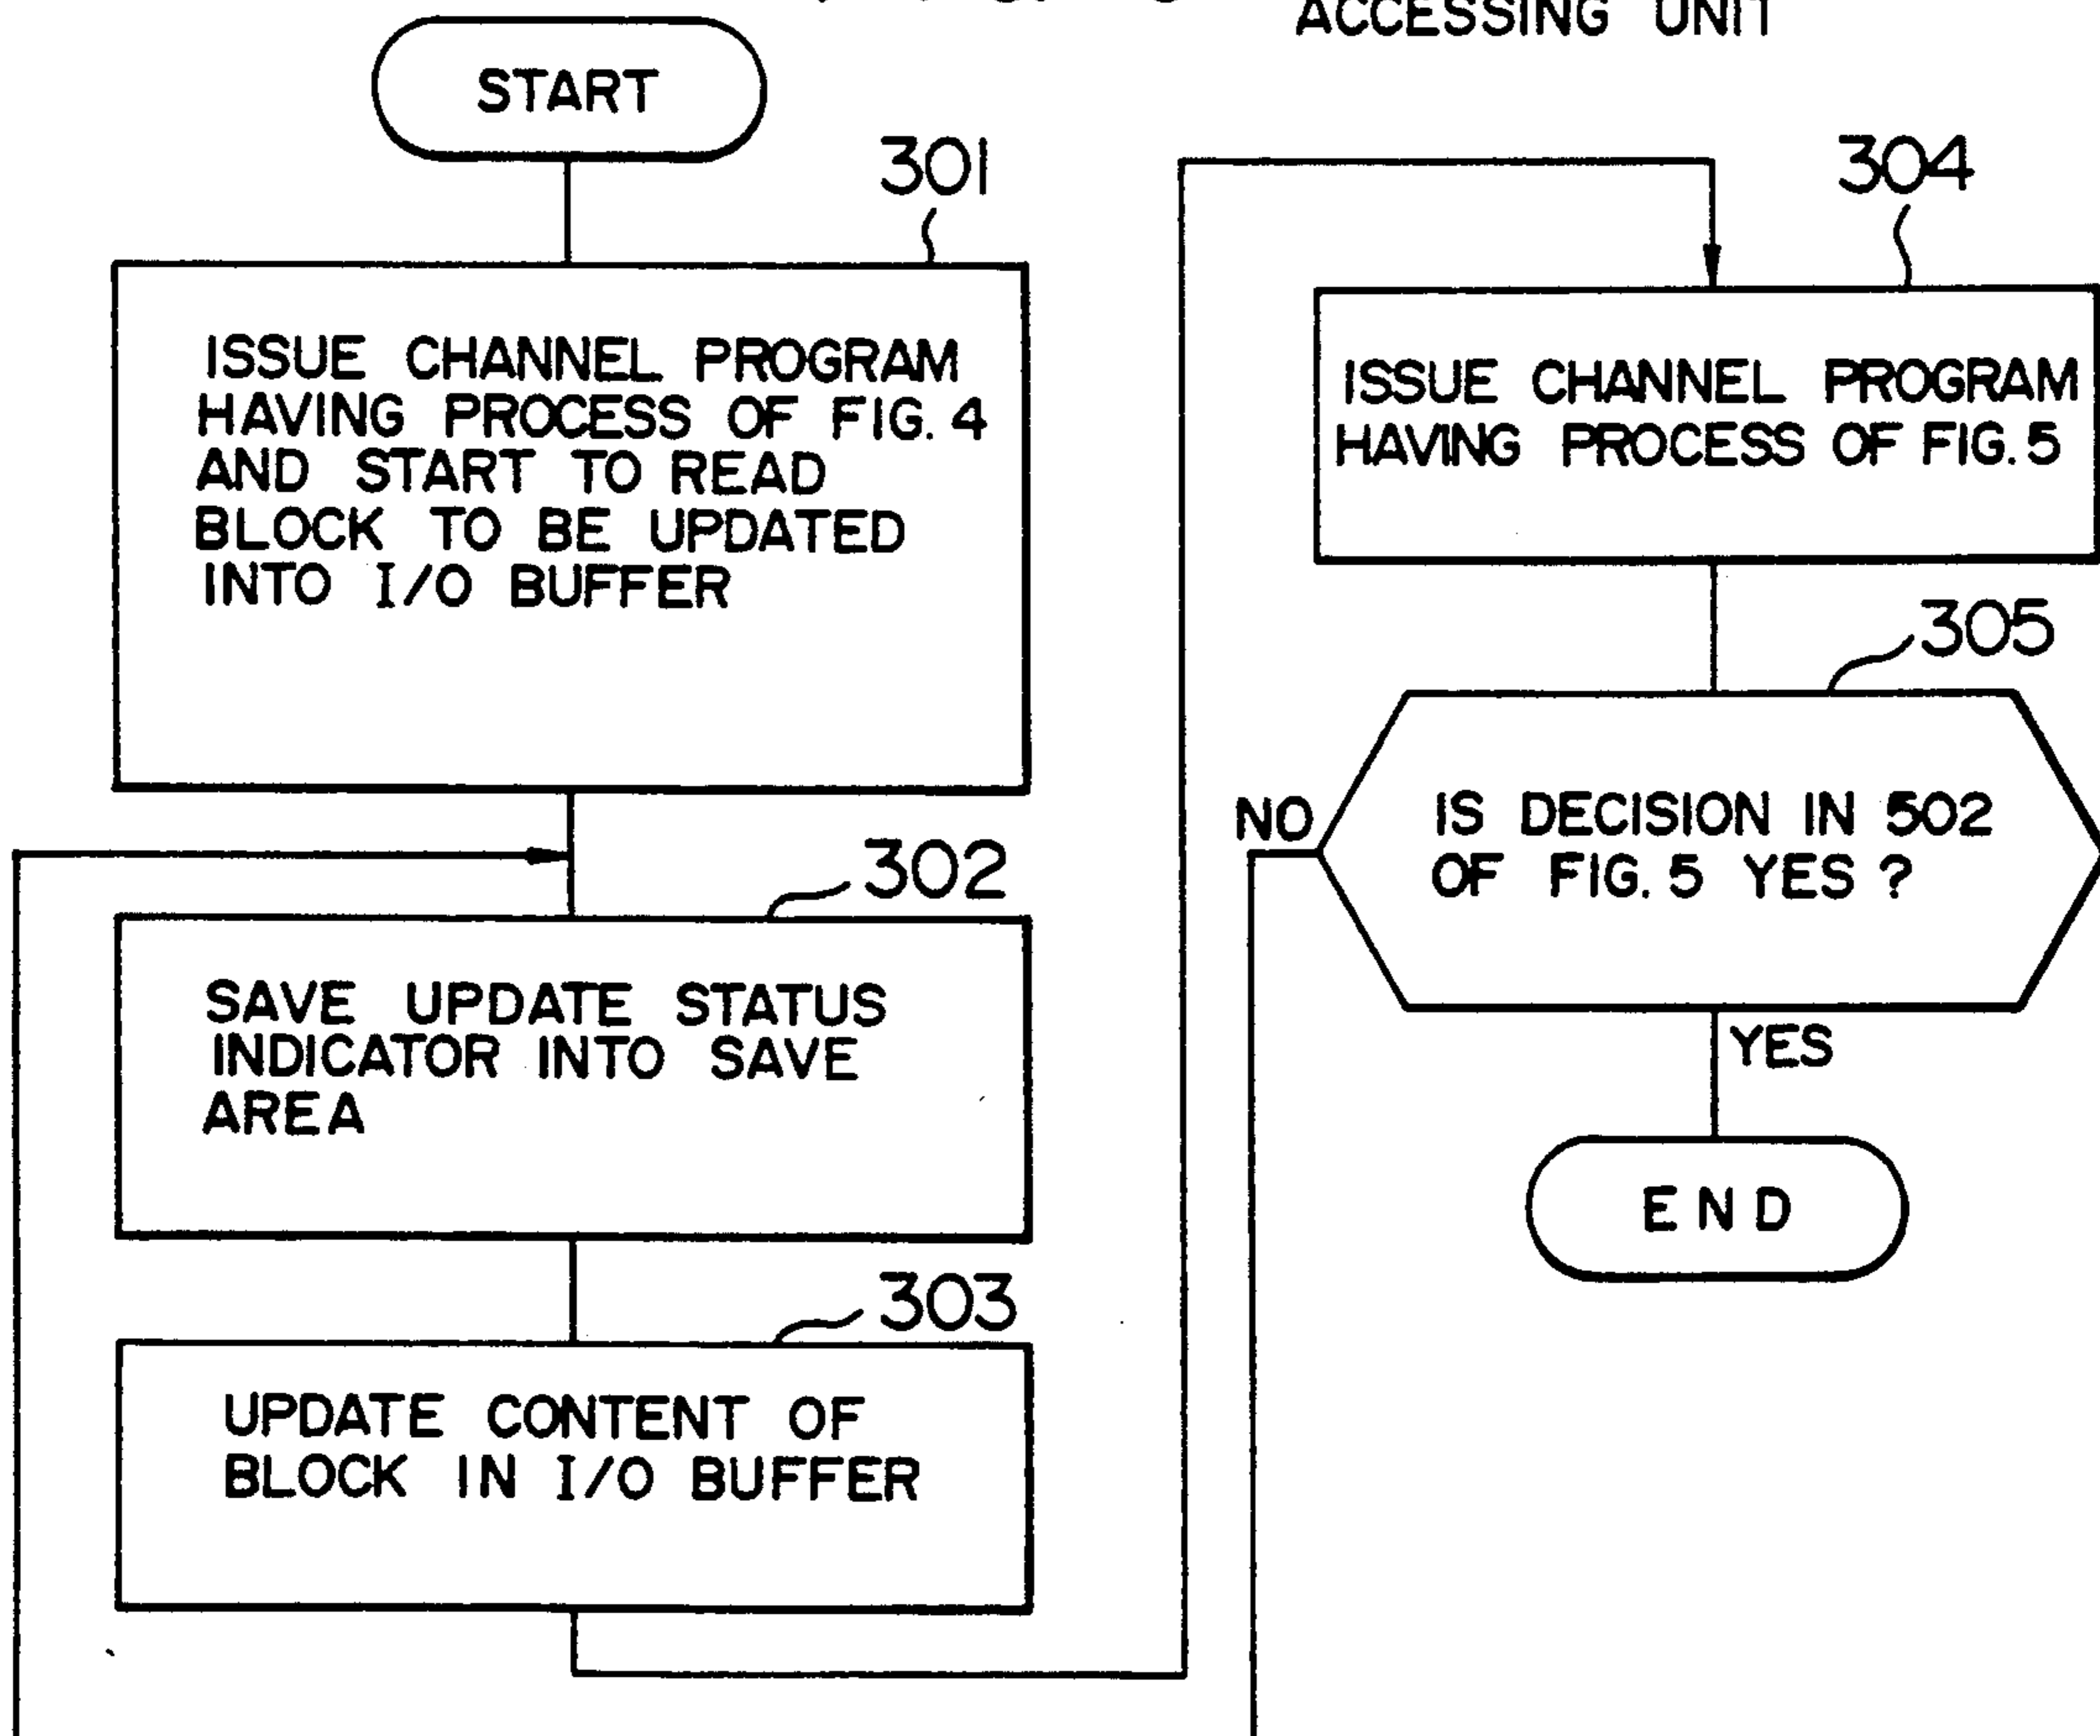 ACCESSING UNIT
START
301
ISSUE CHANNEL PROGRAM
HAVING PROCESS OF FIG. 4
AND START TO READ
BLOCK TO BE UPDATED
INTO I/O BUFFER
302
SAVE UPDATE STATUS
INDICATOR INTO SAVE
AREA
303
UPDATE CONTENT OF
BLOCK IN I/O BUFFER
304
ISSUE CHANNEL PROGRAM
HAVING PROCESS OF FIG. 5
305
NO
IS DECISION IN 502
OF FIG. 5 YES ?
YES
END